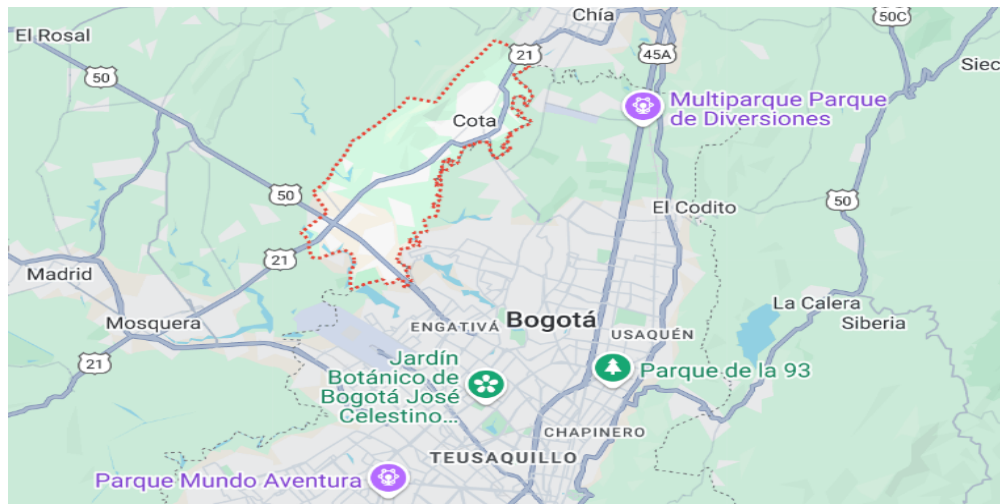 Chía
50C
El Rosal
21
45A
Siec
50
Multiparque Parque
de Diversiones
Cota
50
50
El Codito
21
Madrid
La Calera
Mosquera
Siberia
ENGATIVÁ
Bogotá
USAQUÉN
21
Jardín
Botánico de
Bogotá José
Celestino...
Parque de la 93
CHAPINERO
TEUSAQUILLO
Parque Mundo Aventura